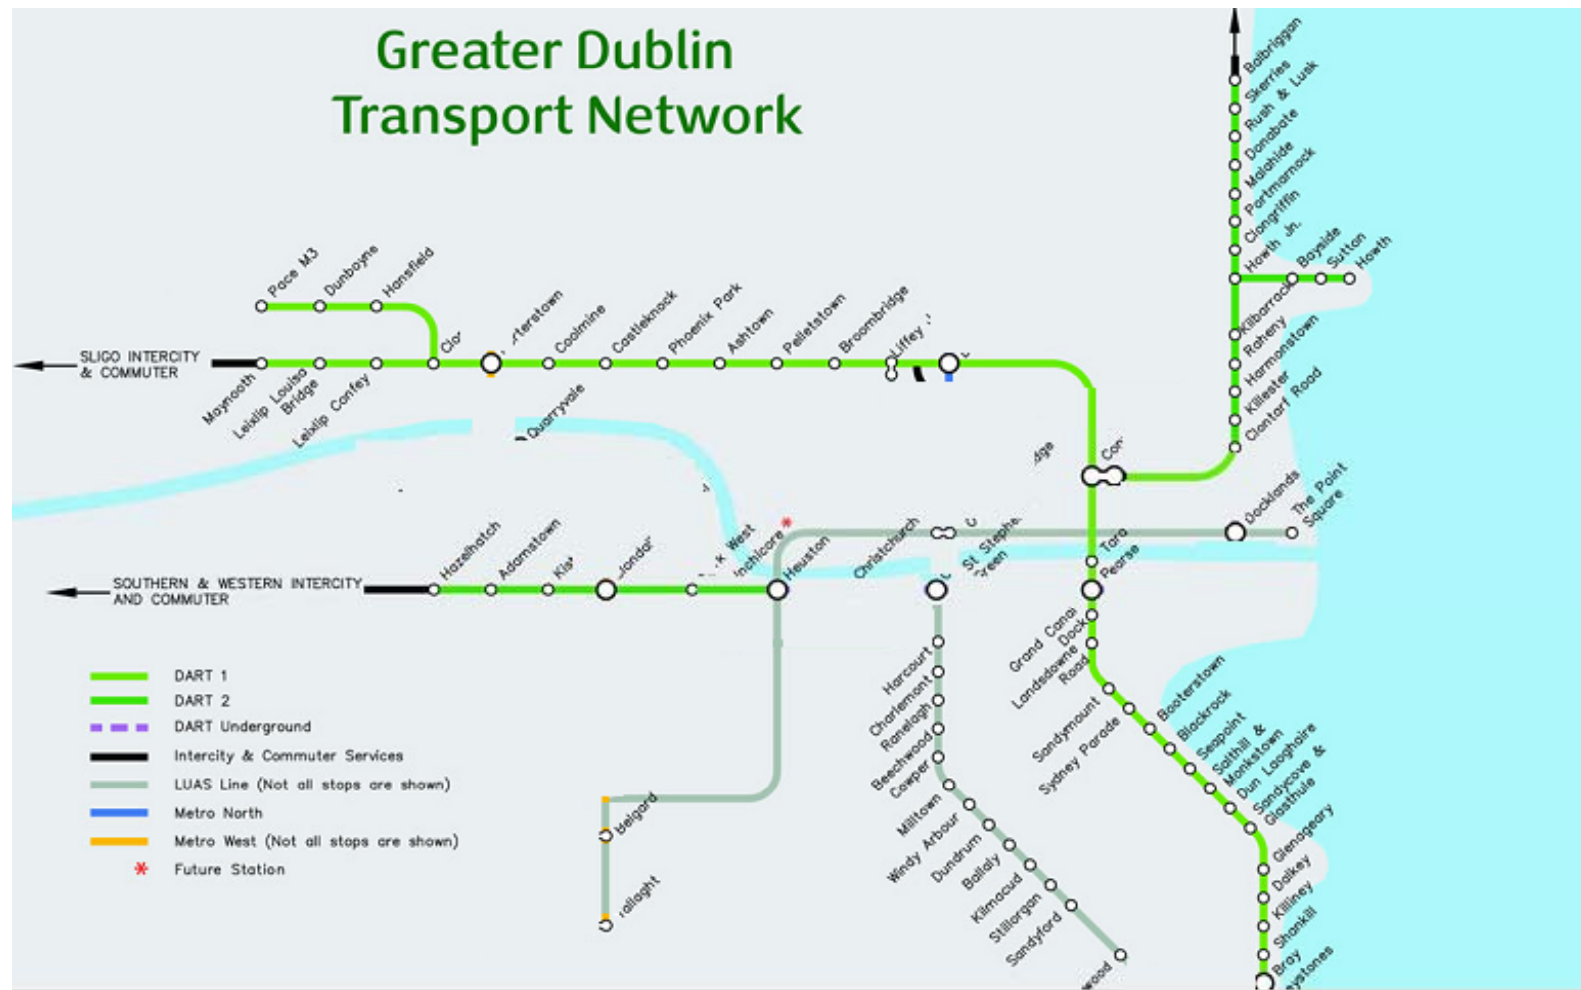 Greater Dublin
Transport Network
Balbriggan
Skerries
Rush & Lusk
Donabate
Malahide
Portmarnock
Clongriffin
Howth Jn.
Bayside
Sutton
Howth
Kilbarrack
Raheny
Harmonstown
Killester
Clontarf Road
Pace M3
Dunboyne
Hansfield
SLIGO INTERCITY
& COMMUTER
Maynooth
Leixlip Louisa
Bridge
Leixlip Confey
Coolmine
Castleknock
Phoenix Park
Ashtown
Pelletstown
Broombridge
Liffey
Quarryvale
Docklands
The Point
Square
SOUTHERN & WESTERN INTERCITY
AND COMMUTER
Hazelhatch
Adamstown
West
Heuston
Christchurch
Tara
Pearse
Grand Canal
Dock
Landsdowne
Road
Sandymount
Sydney Parade
Booterstown
Blackrock
Seapoint
Salthill &
Monkstown
Dun Laoghaire
Sandycove &
Glasthule
Glenageary
Dalkey
Killiney
Shankill
Bray
Harcourt
Charlemont
Ranelagh
Beechwood
Cowper
Milltown
Windy Arbour
Dundrum
Ballaly
Kilmacud
Stillorgan
Sandyford
Belgard
DART 1
DART 2
DART Underground
Intercity & Commuter Services
LUAS Line (Not all stops are shown)
Metro North
Metro West (Not all stops are shown)
* Future Station